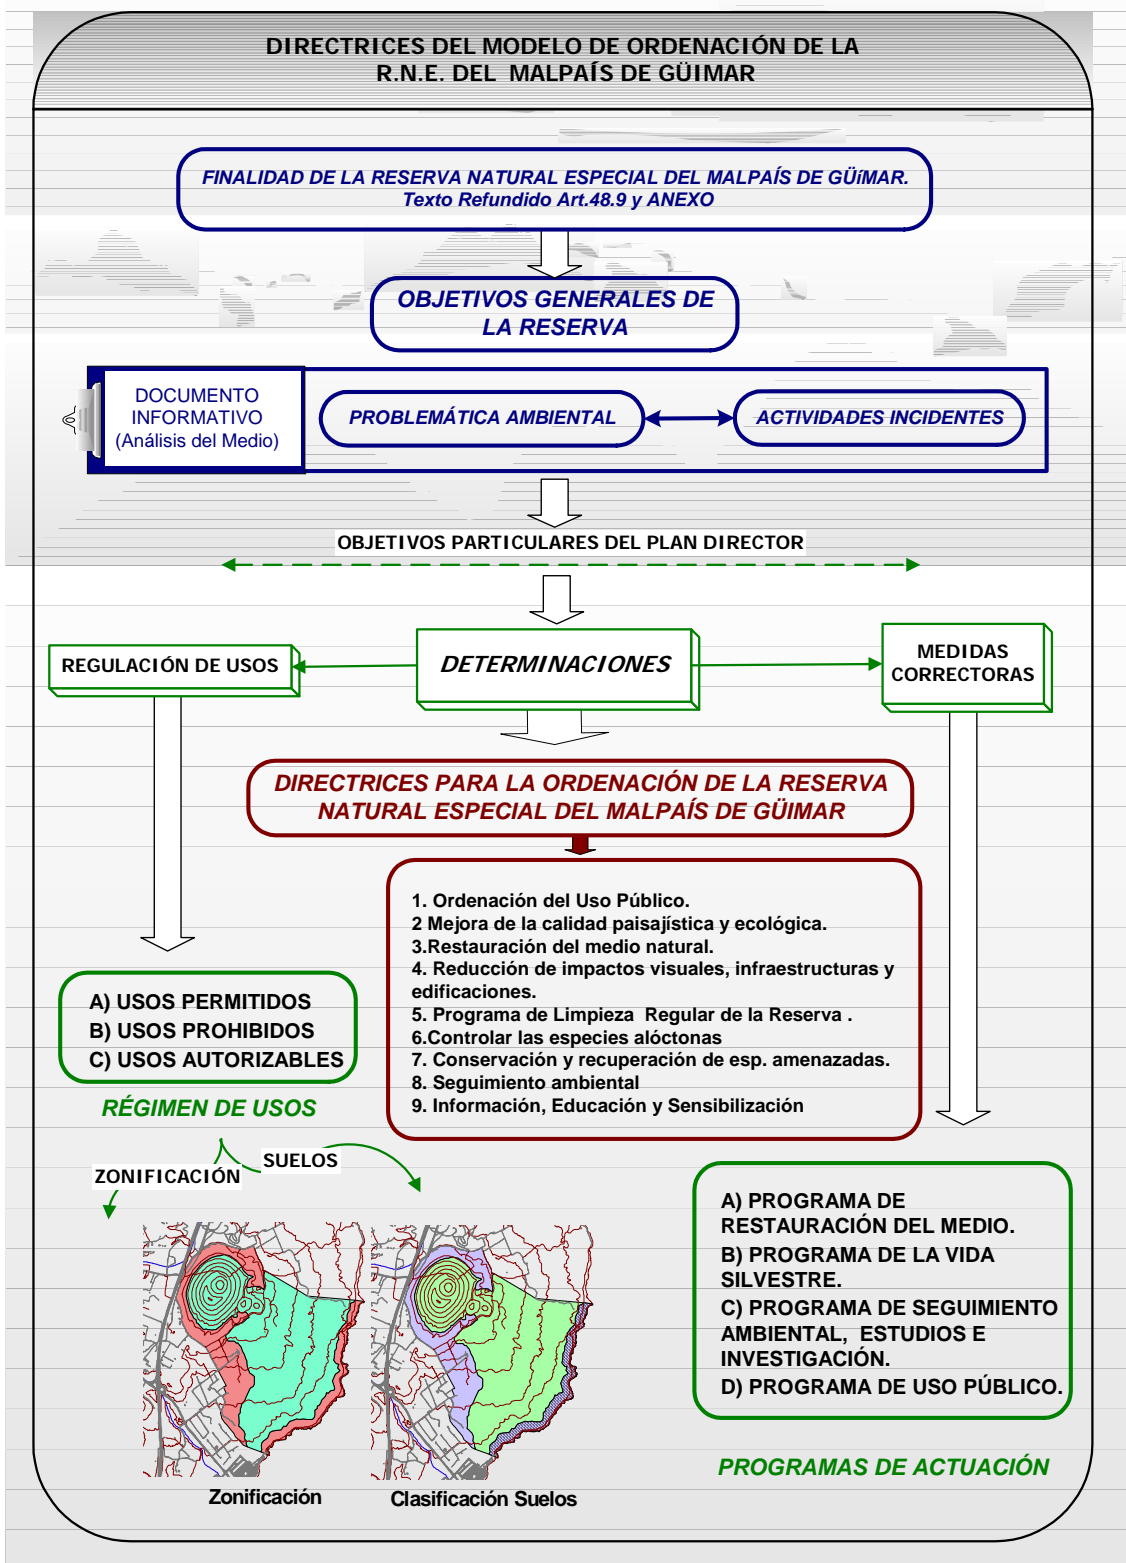 DIRECTRICES DEL MODELO DE ORDENACIÓN DE LA
R.N.E. DEL MALPAÍS DE GÜIMAR
FINALIDAD DE LA RESERVA NATURAL ESPECIAL DEL MALPAÍS DE GÜíMAR.
Texto Refundido Art.48.9 y ANEXO
OBJETIVOS GENERALES DE
LA RESERVA
DOCUMENTO
INFORMATIVO
(Análisis del Medio)
PROBLEMÁTICA AMBIENTAL
ACTIVIDADES INCIDENTES
OBJETIVOS PARTICULARES DEL PLAN DIRECTOR
REGULACIÓN DE USOS
DETERMINACIONES
MEDIDAS
CORRECTORAS
DIRECTRICES PARA LA ORDENACIÓN DE LA RESERVA
NATURAL ESPECIAL DEL MALPAÍS DE GÜIMAR
1. Ordenación del Uso Público.
2 Mejora de la calidad paisajística y ecológica.
3.Restauración del medio natural.
4. Reducción de impactos visuales, infraestructuras y
edificaciones.
5. Programa de Limpieza Regular de la Reserva .
6.Controlar las especies alóctonas
7. Conservación y recuperación de esp. amenazadas.
8. Seguimiento ambiental
9. Información, Educación y Sensibilización
A) USOS PERMITIDOS
B) USOS PROHIBIDOS
C) USOS AUTORIZABLES
RÉGIMEN DE USOS
ZONIFICACIÓN
SUELOS
A) PROGRAMA DE
RESTAURACIÓN DEL MEDIO.
B) PROGRAMA DE LA VIDA
SILVESTRE.
C) PROGRAMA DE SEGUIMIENTO
AMBIENTAL, ESTUDIOS E
INVESTIGACIÓN.
D) PROGRAMA DE USO PÚBLICO.
PROGRAMAS DE ACTUACIÓN
Zonificación
Clasificación Suelos